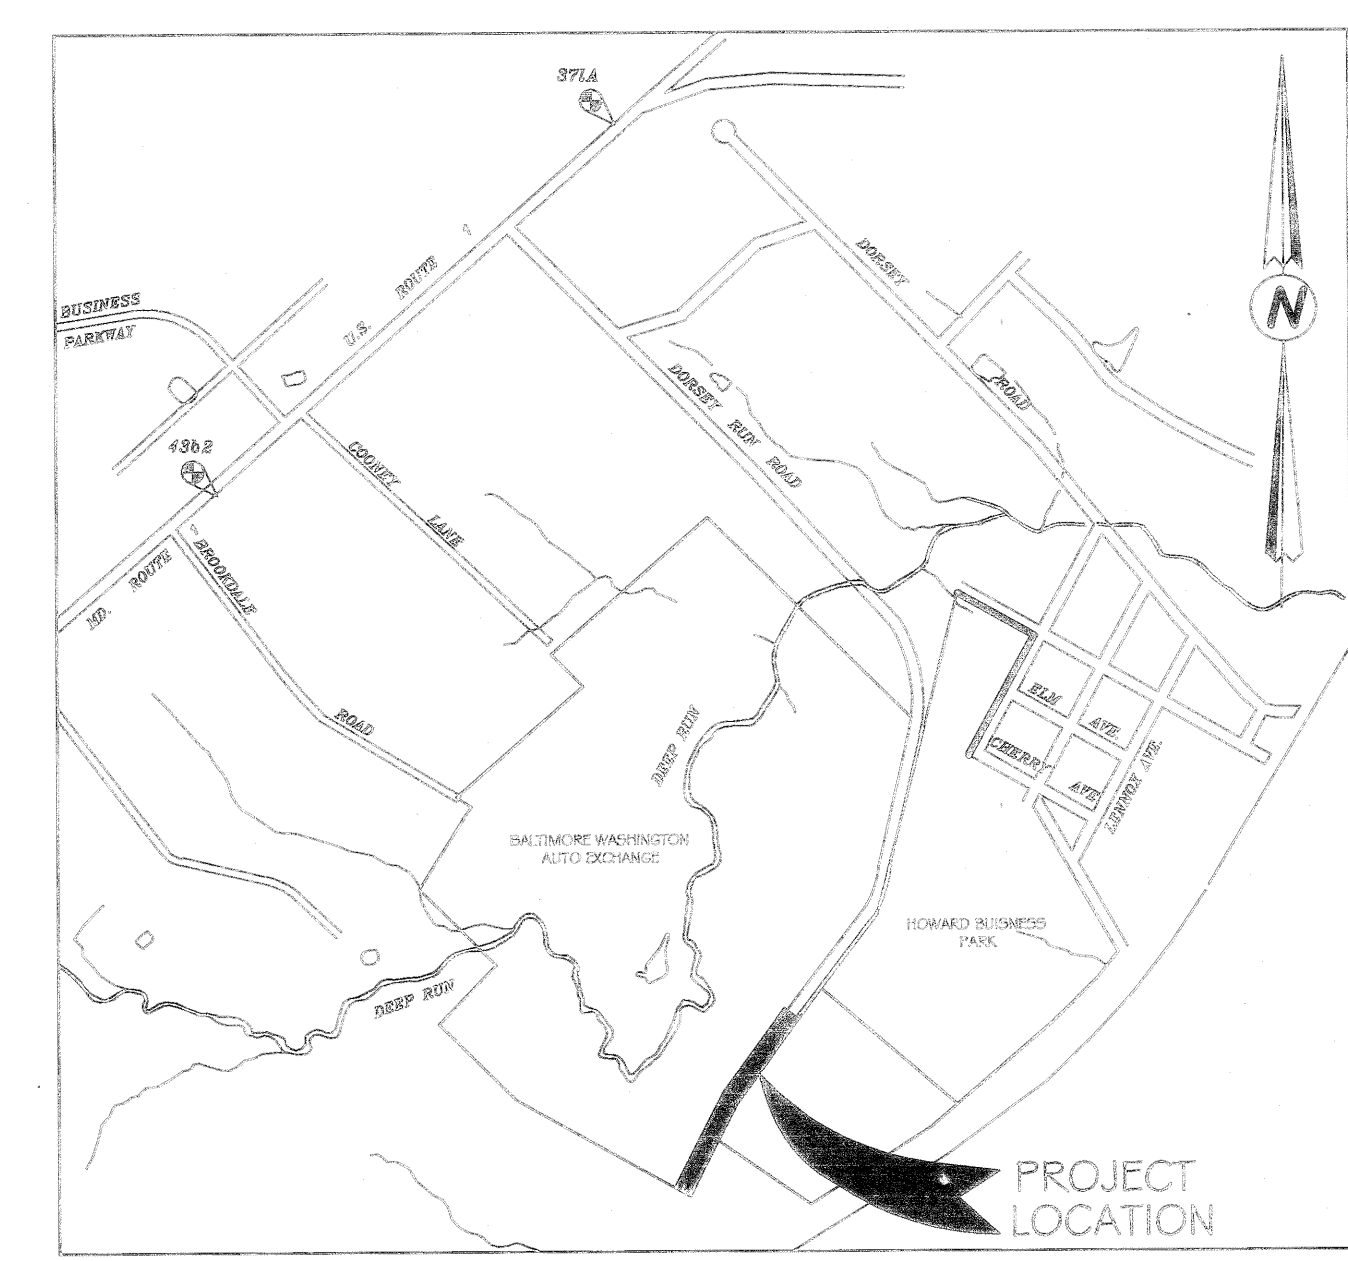 371A
N
DORSEY
ROAD
U.S. ROUTE 1
BUSINESS
PARKWAY
4362
COONEY
LANE
DORSEY RUN ROAD
MD. ROUTE
BROOKDALE
ROAD
ELM
AVE.
CHERRY
AVE
LENNOX AVE.
DEEP RUN
BALTIMORE WASHINGTON
AUTO EXCHANGE
HOWARD BUISNESS
PARK
DEEP RUN
PROJECT
LOCATION